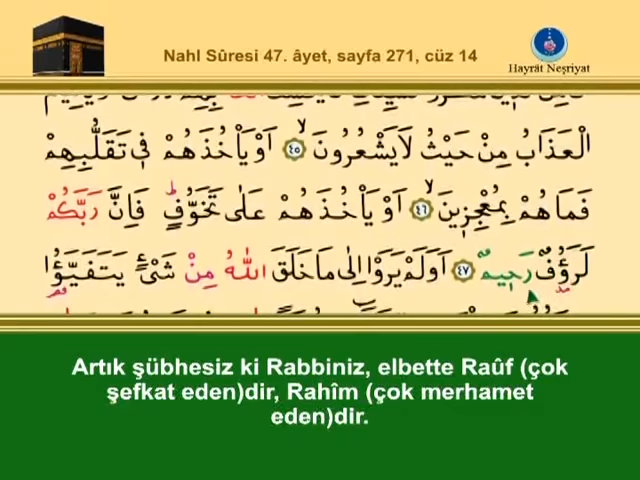 Nahl Sûresi 47. âyet, sayfa 271, cüz 14
Hayrât Neşriyat
الْعَذَابُ مِنْ حَيْثُ لَا يَشْعُرُونَ ﴿٤٥﴾ اَوْ يَأْخُذَهُمْ فِى تَقَلُّبِهِمْ
فَمَا هُمْ بِمُعْجِزِينَ ﴿٤٦﴾ اَوْ يَأْخُذَهُمْ عَلٰى تَخَوُّفٍ فَاِنَّ رَبَّكُمْ
لَرَؤُفٌ رَحِيمٌ ﴿٤٧﴾ اَوَلَمْ يَرَوْا اِلٰى مَا خَلَقَ اللّٰهُ مِنْ شَىْءٍ يَتَفَيَّؤُا
Artık şübhesiz ki Rabbiniz, elbette Raûf (çok
şefkat eden)dir, Rahîm (çok merhamet
eden)dir.